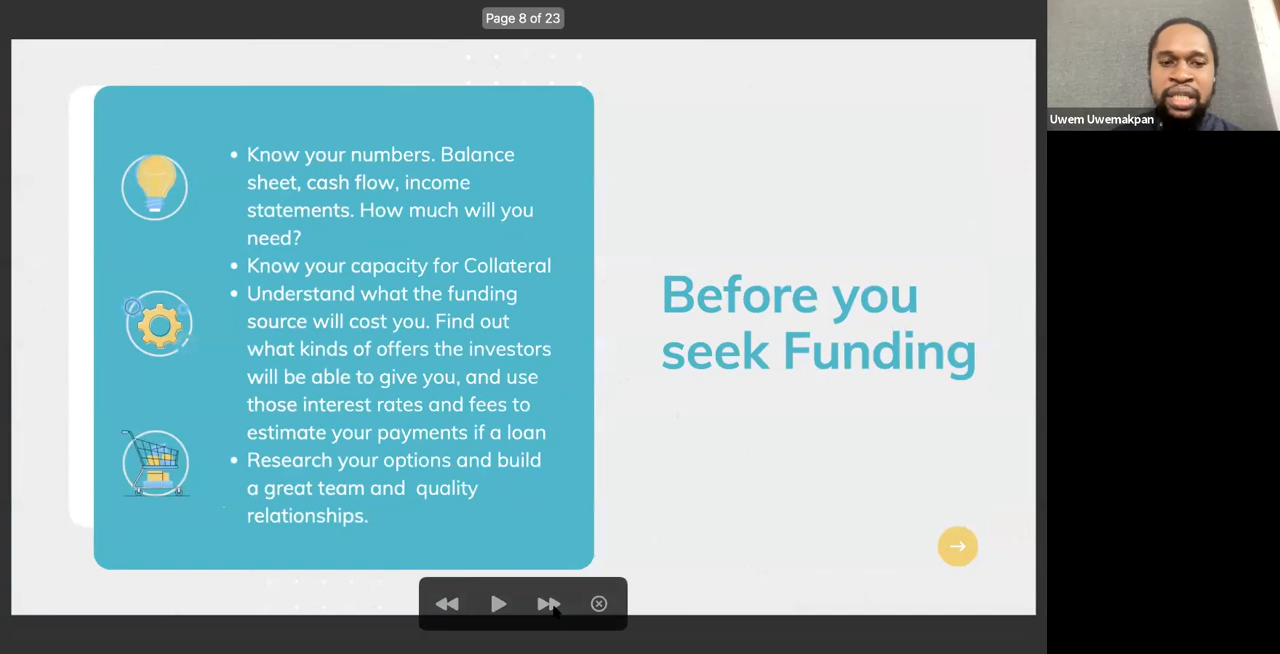 Page 8 of 23
Know your numbers. Balance
sheet, cash flow, income
statements. How much will you
need?
Know your capacity for Collateral
Understand what the funding
source will cost you. Find out
what kinds of offers the investors
will be able to give you, and use
those interest rates and fees to
estimate your payments if a loan
Research your options and build
a great team and  quality
relationships.
Before you
seek Funding
Uwem Uwemakpan